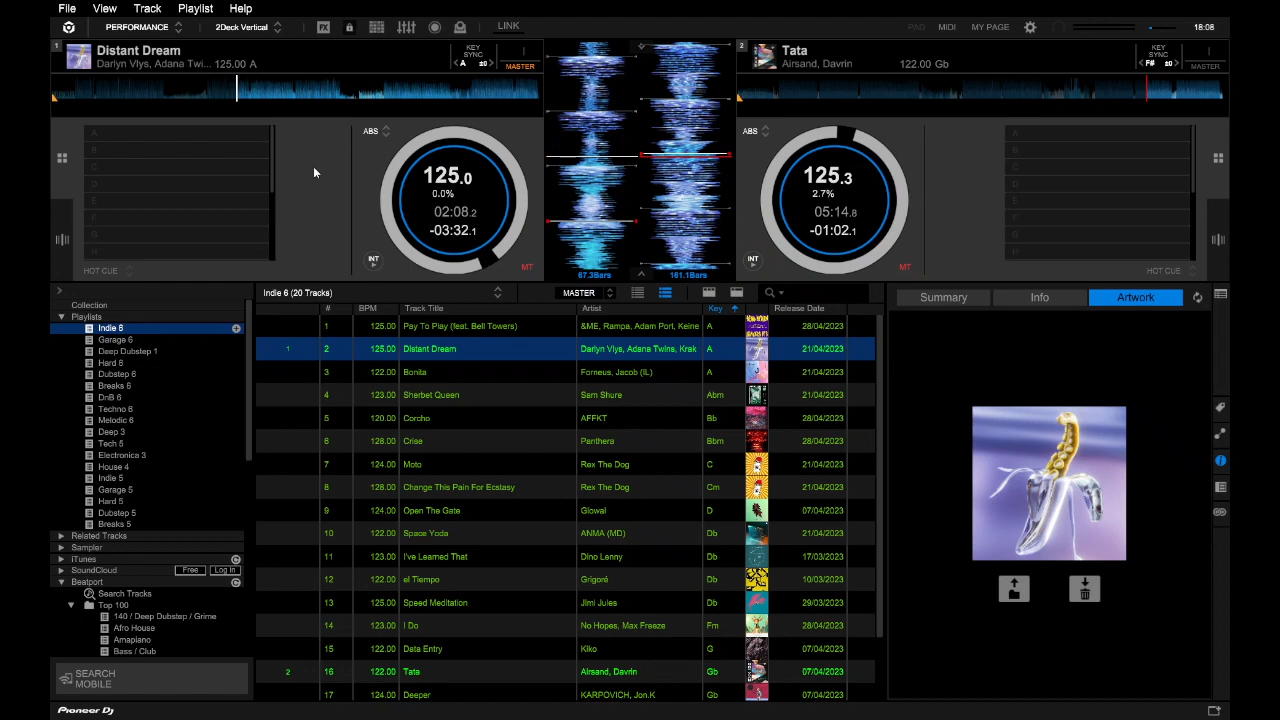 File View Track Playlist Help
PERFORMANCE 2Deck Vertical FX LINK PAD MIDI MY PAGE 18:08
1 Distant Dream KEY SYNC
Darlyn Vlys, Adana Twi... 125.00 A A ±0 MASTER
2 Tata KEY SYNC
Airsand, Davrin 122.00 Gb F# ±0 MASTER
A
B
C
D
E
F
G
H
HOT CUE
ABS
125.0
0.0%
02:08.2
-03:32.1
INT
MT
67.3Bars 161.1Bars
ABS
125.3
2.7%
05:14.8
-01:02.1
INT
MT
A
B
C
D
E
F
G
H
HOT CUE
Collection
Playlists
Indie 6
Garage 6
Deep Dubstep 1
Hard 6
Dubstep 6
Breaks 6
DnB 6
Techno 6
Melodic 6
Deep 3
Tech 5
Electronica 3
House 4
Indie 5
Garage 5
Hard 5
Dubstep 5
Breaks 5
Related Tracks
Sampler
iTunes
SoundCloud Free Log In
Beatport
Search Tracks
Top 100
140 / Deep Dubstep / Grime
Afro House
Amapiano
Bass / Club
SEARCH
MOBILE
Indie 6 (20 Tracks) MASTER
# BPM Track Title Artist Key Release Date
1 125.00 Pay To Play (feat. Bell Towers) &ME, Rampa, Adam Port, Keine A 28/04/2023
1 2 125.00 Distant Dream Darlyn Vlys, Adana Twins, Krak A 21/04/2023
3 122.00 Bonita Forneus, Jacob (IL) A 21/04/2023
4 123.00 Sherbet Queen Sam Shure Abm 21/04/2023
5 120.00 Corcho AFFKT Bb 28/04/2023
6 128.00 Crise Panthera Bbm 28/04/2023
7 124.00 Moto Rex The Dog C 21/04/2023
8 128.00 Change This Pain For Ecstasy Rex The Dog Cm 21/04/2023
9 124.00 Open The Gate Glowal D 07/04/2023
10 122.00 Space Yoda ANMA (MD) Db 07/04/2023
11 123.00 I've Learned That Dino Lenny Db 17/03/2023
12 122.00 el Tiempo Grigoré Db 10/03/2023
13 125.00 Speed Meditation Jimi Jules Db 29/03/2023
14 123.00 I Do No Hopes, Max Freeze Fm 28/04/2023
15 122.00 Data Entry Kiko G 07/04/2023
2 16 122.00 Tata Airsand, Davrin Gb 07/04/2023
17 124.00 Deeper KARPOVICH, Jon.K Gb 07/04/2023
Summary Info Artwork
Pioneer Dj